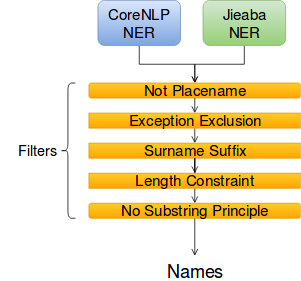 CoreNLP
NER
Jieaba
NER
Not Placename
Exception Exclusion
Filters
Surname Suffix
Length Constraint
No Substring Principle
Names